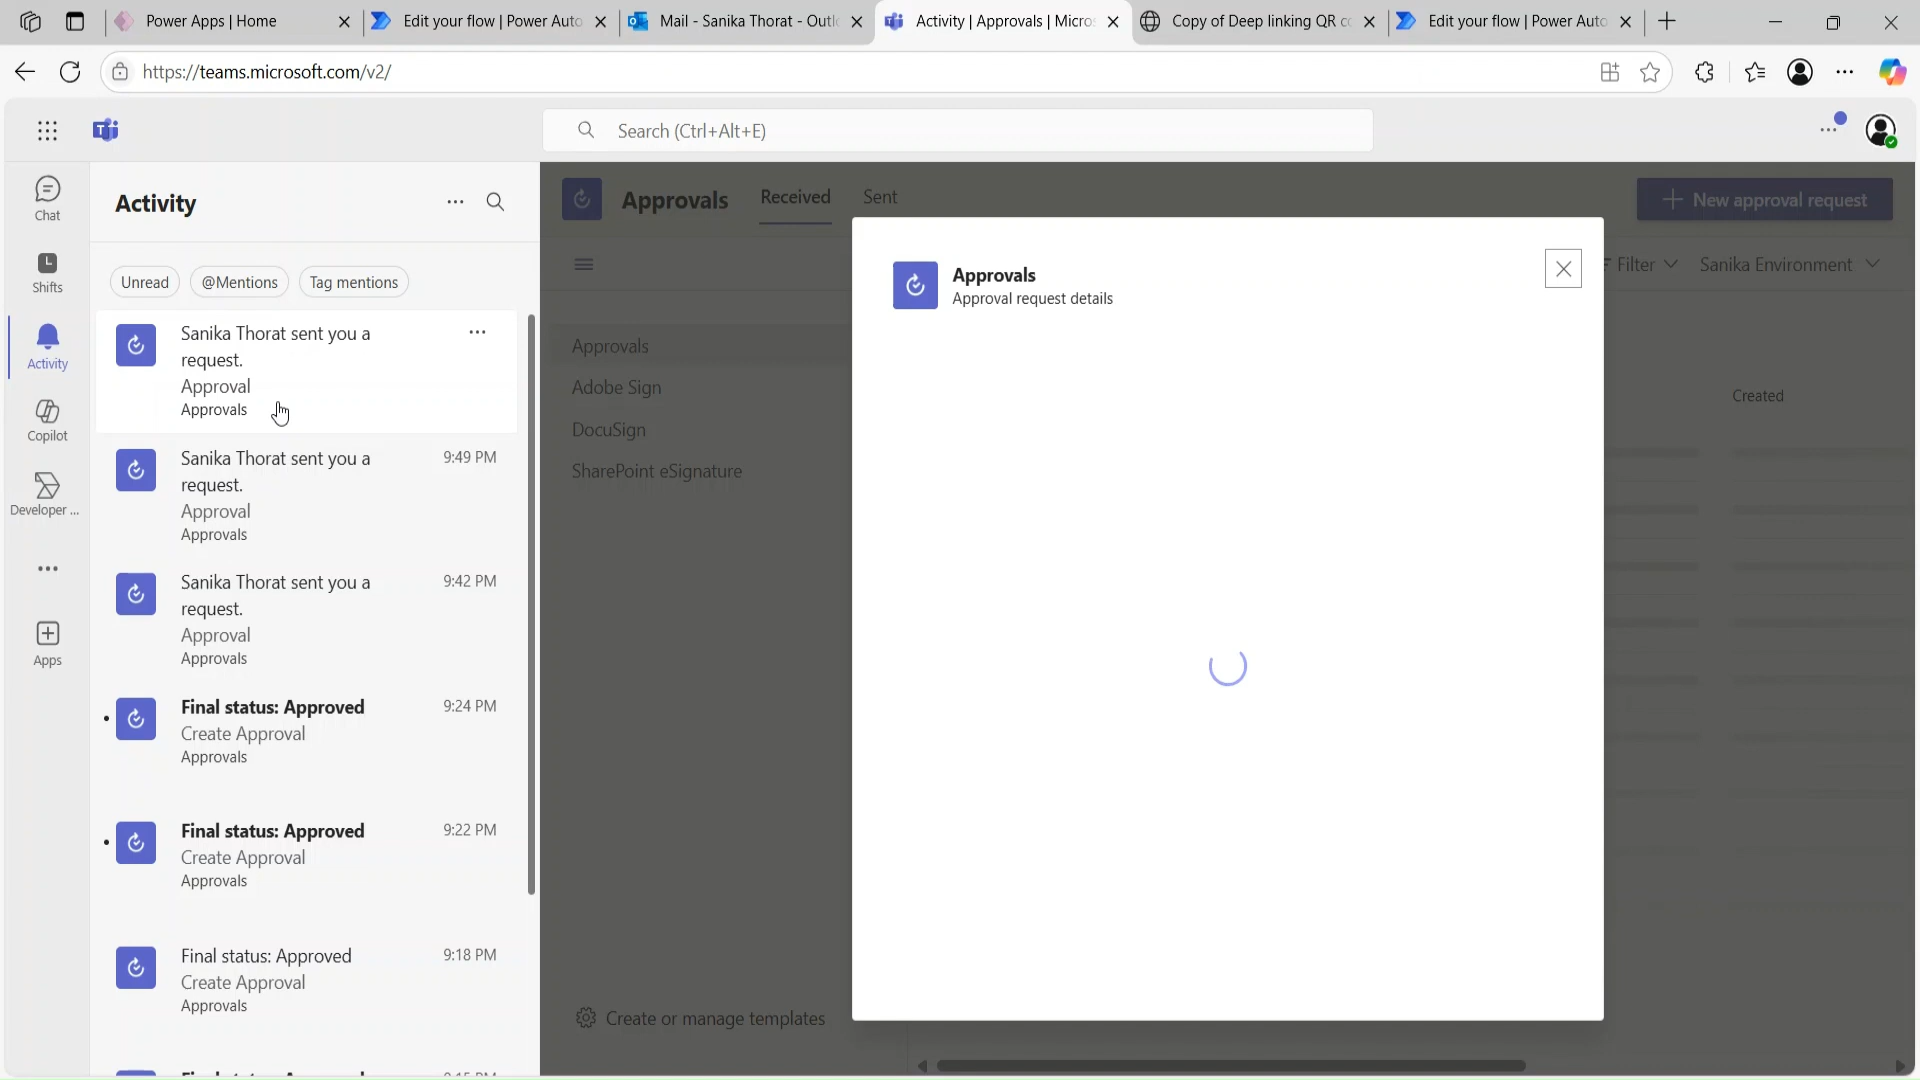 Power Apps | Home
Edit your flow | Power Auto
Mail - Sanika Thorat - Outl
Activity | Approvals | Micro
Copy of Deep linking QR c
Edit your flow | Power Auto
https://teams.microsoft.com/v2/
Search (Ctrl+Alt+E)
Chat
Shifts
Activity
Copilot
Developer ...
Apps
Activity
Unread
@Mentions
Tag mentions
Sanika Thorat sent you a
request.
Approval
Approvals
Sanika Thorat sent you a
9:49 PM
request.
Approval
Approvals
Sanika Thorat sent you a
9:42 PM
request.
Approval
Approvals
Final status: Approved
9:24 PM
Create Approval
Approvals
Final status: Approved
9:22 PM
Create Approval
Approvals
Final status: Approved
9:18 PM
Create Approval
Approvals
Approvals
Received
Sent
New approval request
Filter
Sanika Environment
Approvals
Adobe Sign
DocuSign
SharePoint eSignature
Created
Create or manage templates
Approvals
Approval request details